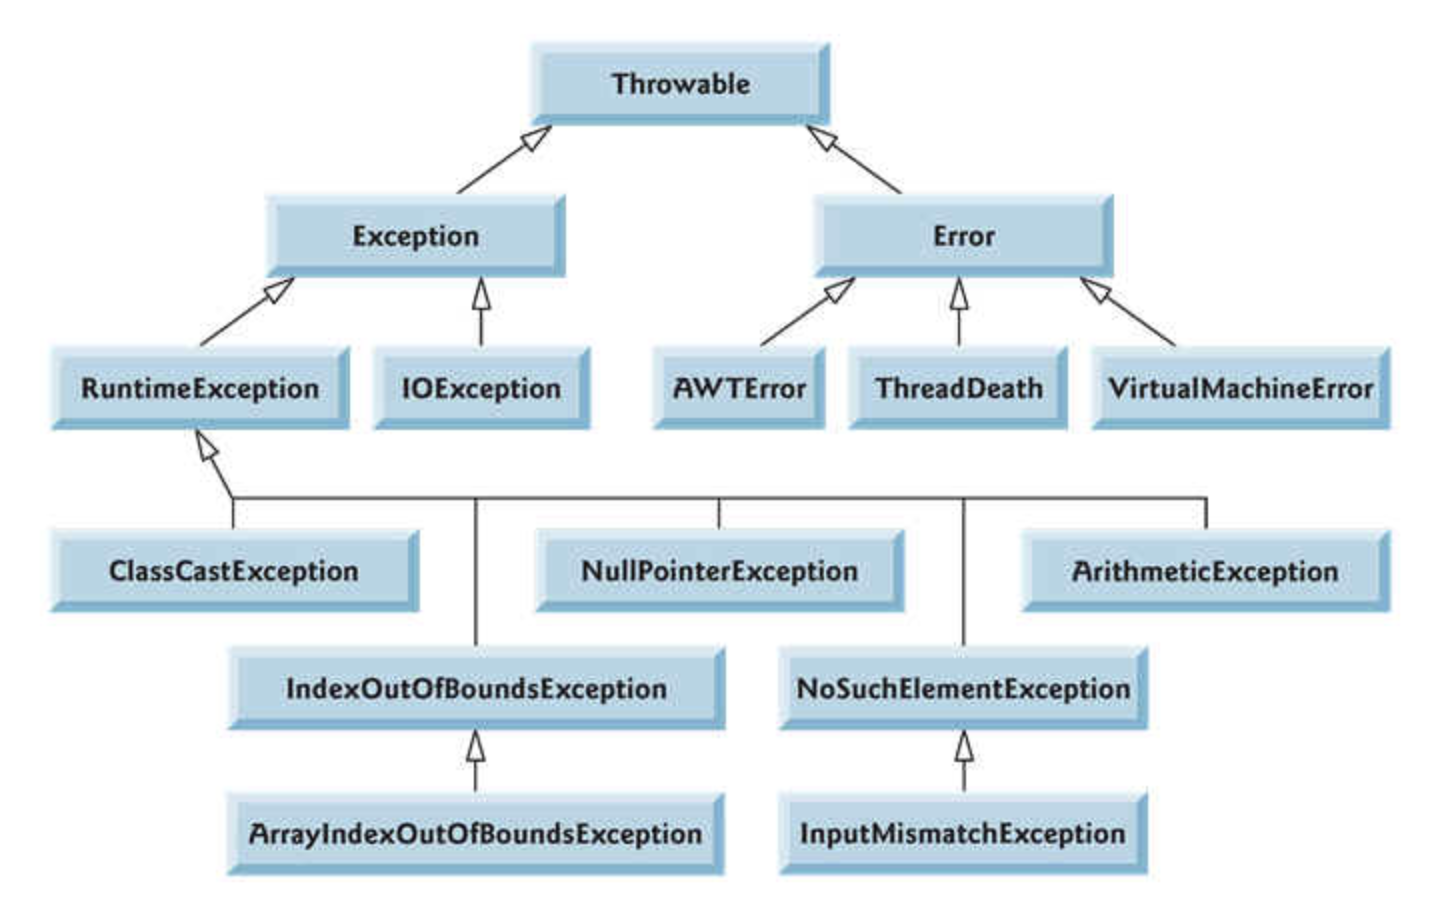 Throwable
Exception
Error
RuntimeException
IOException
AWTError
ThreadDeath
VirtualMachineError
ClassCastException
NullPointerException
ArithmeticException
IndexOutOfBoundsException
NoSuchElementException
ArrayIndexOutOfBoundsException
InputMismatchException